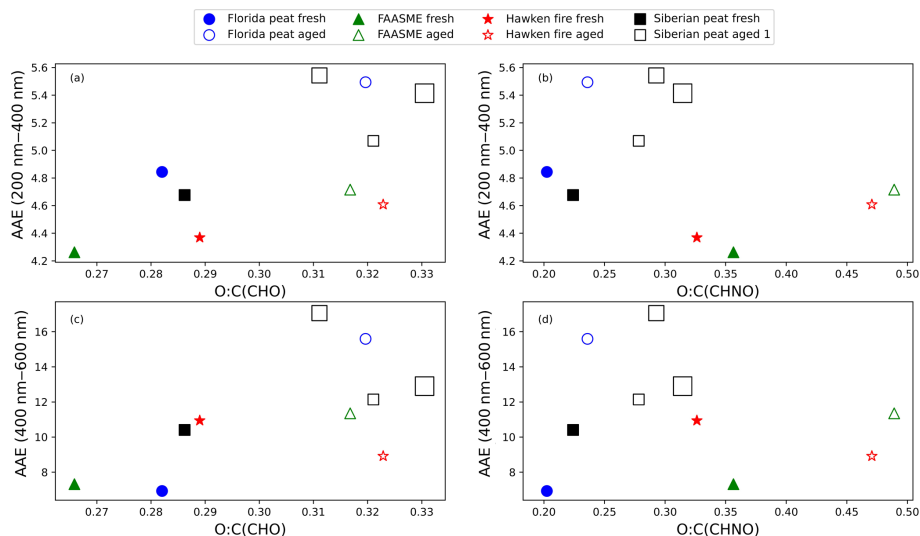 Florida peat fresh
FAASME fresh
Hawken fire fresh
Siberian peat fresh
Florida peat aged
FAASME aged
Hawken fire aged
Siberian peat aged 1
(a)
AAE (200 nm−400 nm)
5.6
5.4
5.2
5.0
4.8
4.6
4.4
4.2
0.27
0.28
0.29
0.30
0.31
0.32
0.33
O:C(CHO)
(b)
AAE (200 nm−400 nm)
5.6
5.4
5.2
5.0
4.8
4.6
4.4
4.2
0.20
0.25
0.30
0.35
0.40
0.45
0.50
O:C(CHNO)
(c)
AAE (400 nm−600 nm)
16
14
12
10
8
0.27
0.28
0.29
0.30
0.31
0.32
0.33
O:C(CHO)
(d)
AAE (400 nm−600 nm)
16
14
12
10
8
0.20
0.25
0.30
0.35
0.40
0.45
0.50
O:C(CHNO)